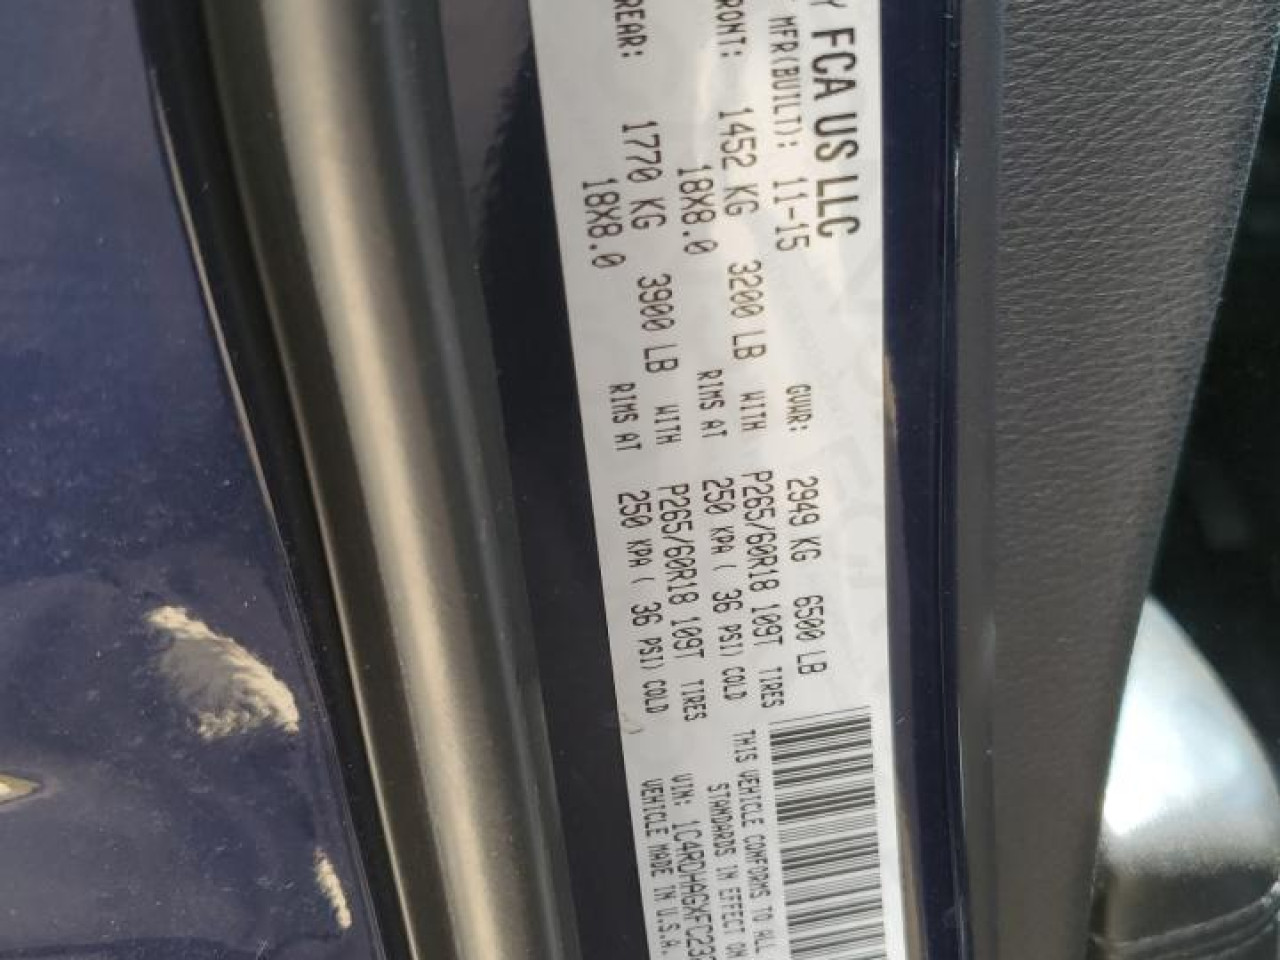 Y FCA US LLC
MFR(BUILT): 11-15 GVWR: 2949 KG 6500 LB
RONT: 1452 KG 3200 LB WITH P265/60R18 109T TIRES
18X8.0 RIMS AT 250 KPA ( 36 PSI) COLD
REAR: 1770 KG 3900 LB WITH P265/60R18 109T TIRES
18X8.0 RIMS AT 250 KPA ( 36 PSI) COLD
THIS VEHICLE CONFORMS TO ALL
STANDARDS IN EFFECT ON
VIN: 1C4RDHAGXFC23
VEHICLE MADE IN U.S.A.